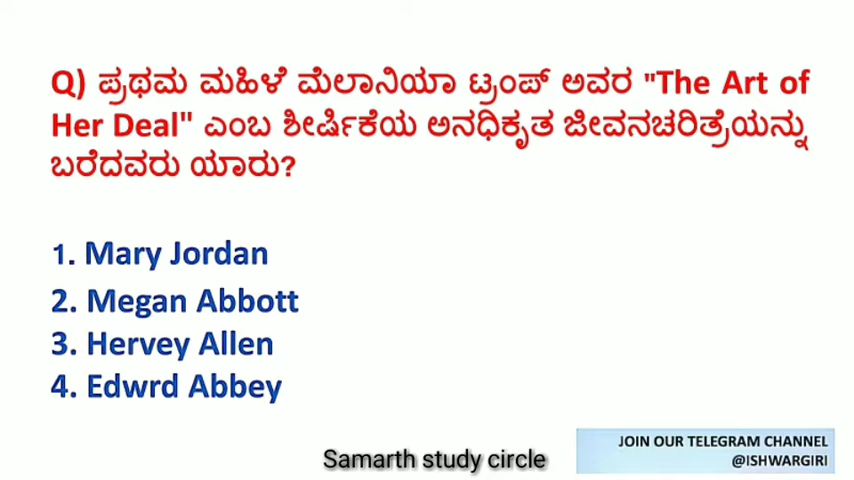 Q) ಪ್ರಥಮ ಮಹಿಳೆ ಮೆಲಾನಿಯಾ ಟ್ರಂಪ್ ಅವರ "The Art of
Her Deal" ಎಂಬ ಶೀರ್ಷಿಕೆಯ ಅನಧಿಕೃತ ಜೀವನಚರಿತ್ರೆಯನ್ನು
ಬರೆದವರು ಯಾರು?
1. Mary Jordan
2. Megan Abbott
3. Hervey Allen
4. Edwrd Abbey
JOIN OUR TELEGRAM CHANNEL
@ISHWARGIRI
Samarth study circle